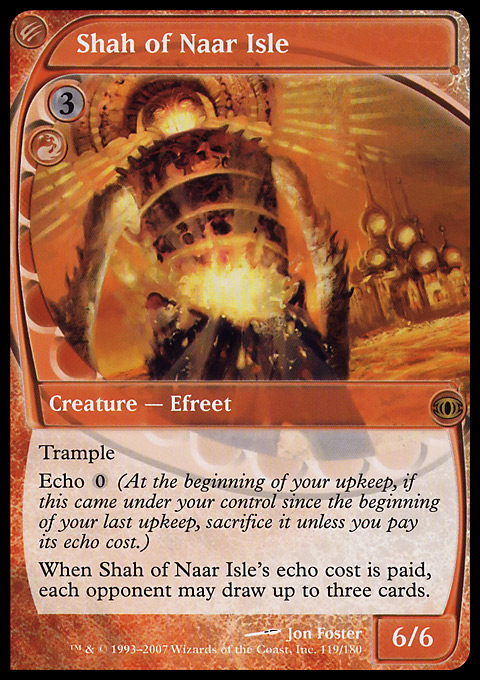 Shah of Naar Isle
3
Creature — Efreet
Trample
Echo 0 (At the beginning of your upkeep, if
this came under your control since the beginning
of your last upkeep, sacrifice it unless you pay
its echo cost.)
When Shah of Naar Isle's echo cost is paid,
each opponent may draw up to three cards.
Jon Foster
6/6
™ & © 1993–2007 Wizards of the Coast, Inc. 119/180